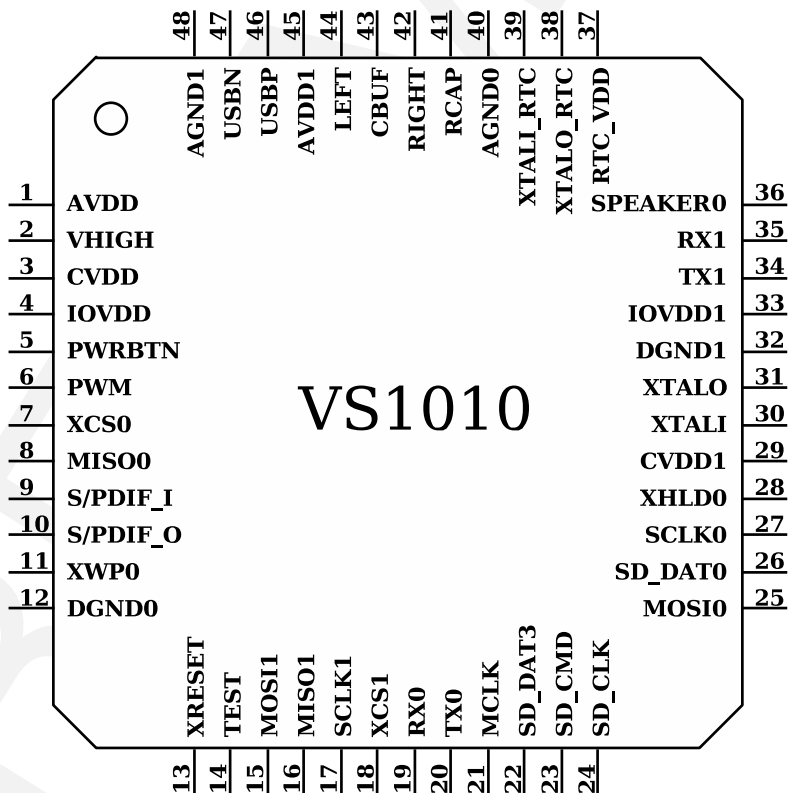 48 47 46 45 44 43 42 41 40 39 38 37
AGND1 USBN USBP AVDD1 LEFT CBUF RIGHT RCAP AGND0 XTALI_RTC XTALO_RTC RTC_VDD
1 AVDD
2 VHIGH
3 CVDD
4 IOVDD
5 PWRBTN
6 PWM
7 XCS0
8 MISO0
9 S/PDIF_I
10 S/PDIF_O
11 XWP0
12 DGND0
VS1010
SPEAKER0 36
RX1 35
TX1 34
IOVDD1 33
DGND1 32
XTALO 31
XTALI 30
CVDD1 29
XHLD0 28
SCLK0 27
SD_DAT0 26
MOSI0 25
XRESET TEST MOSI1 MISO1 SCLK1 XCS1 RX0 TX0 MCLK SD_DAT3 SD_CMD SD_CLK
13 14 15 16 17 18 19 20 21 22 23 24